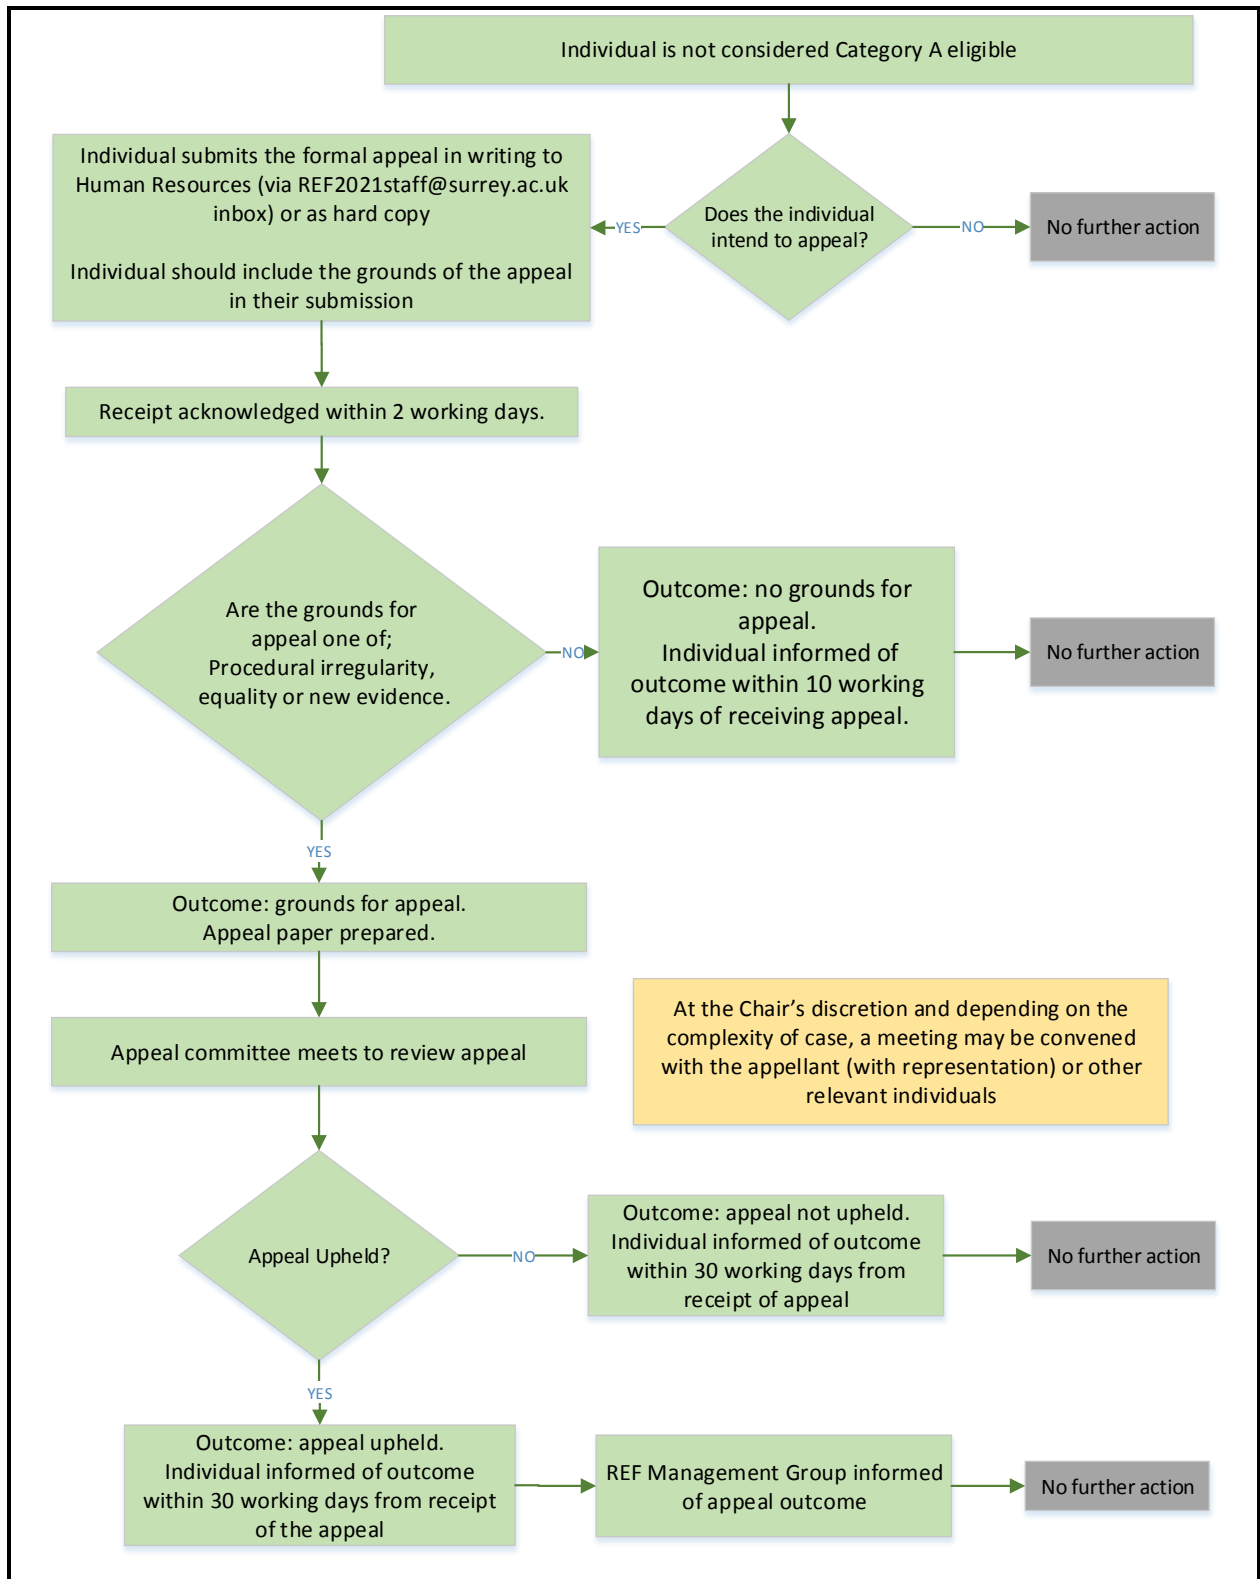 Individual is not considered Category A eligible
Individual submits the formal appeal in writing to
Human Resources (via REF2021staff@surrey.ac.uk
inbox) or as hard copy
Individual should include the grounds of the appeal
in their submission
YES
Does the individual
intend to appeal?
NO
No further action
Receipt acknowledged within 2 working days.
Are the grounds for
appeal one of;
Procedural irregularity,
equality or new evidence.
NO
Outcome: no grounds for
appeal.
Individual informed of
outcome within 10 working
days of receiving appeal.
No further action
YES
Outcome: grounds for appeal.
Appeal paper prepared.
At the Chair’s discretion and depending on the
complexity of case, a meeting may be convened
with the appellant (with representation) or other
relevant individuals
Appeal committee meets to review appeal
Appeal Upheld?
NO
Outcome: appeal not upheld.
Individual informed of outcome
within 30 working days from
receipt of appeal
No further action
YES
Outcome: appeal upheld.
Individual informed of outcome
within 30 working days from receipt
of the appeal
REF Management Group informed
of appeal outcome
No further action